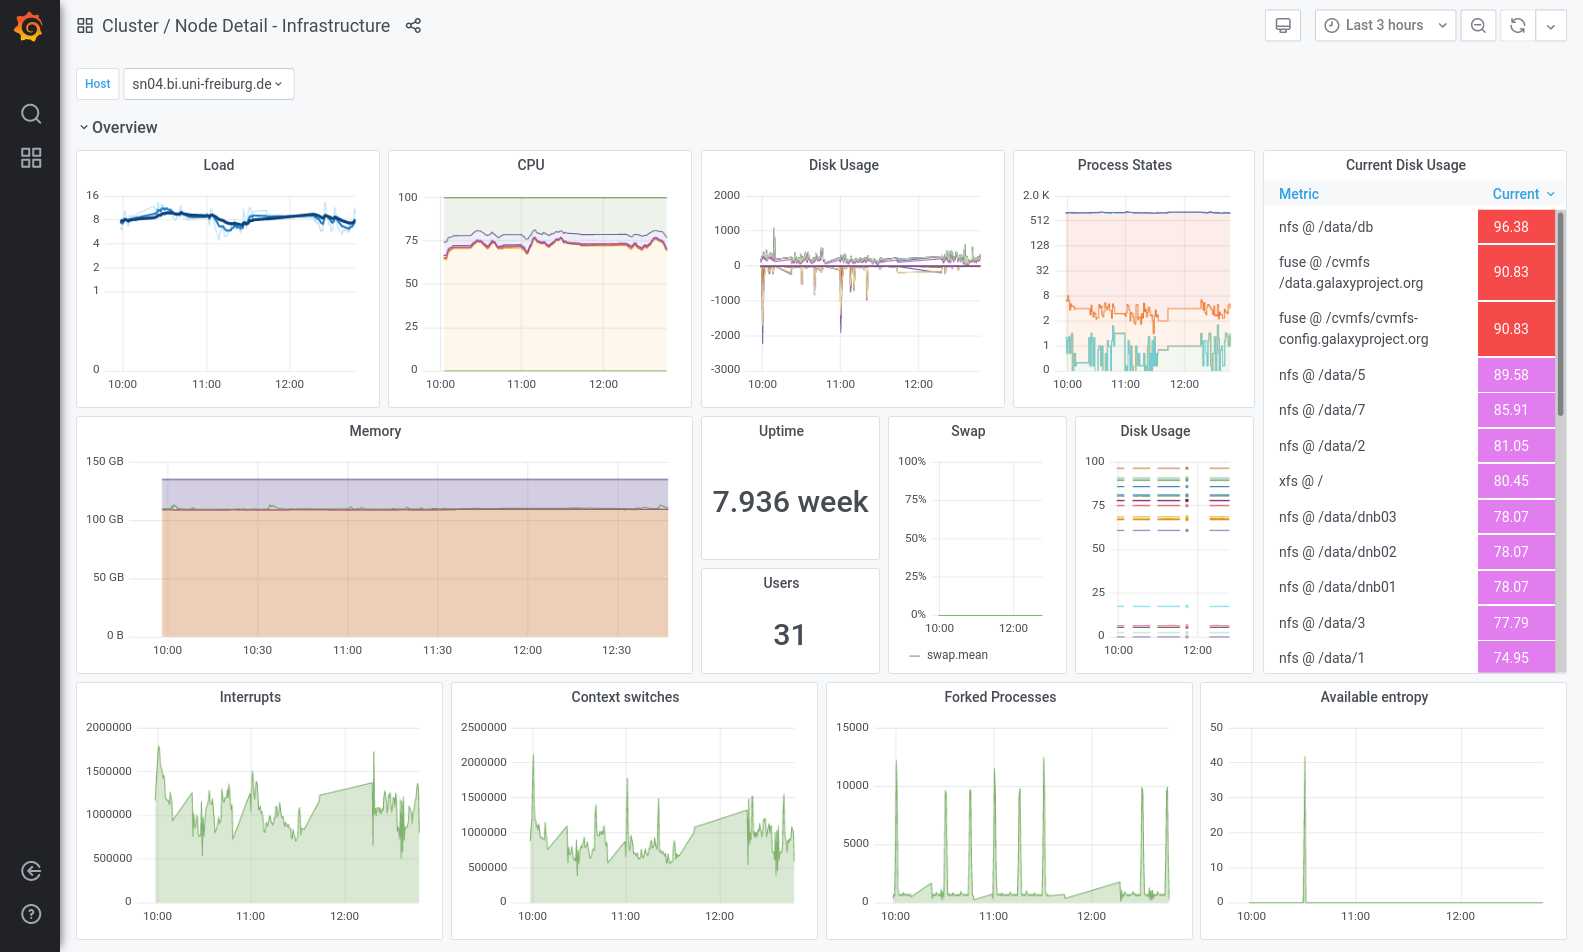 Cluster / Node Detail - Infrastructure
Last 3 hours
Host
sn04.bi.uni-freiburg.de
Overview
Load
16
8
4
2
1
0
10:00 11:00 12:00
CPU
100
75
50
25
0
10:00 11:00 12:00
Disk Usage
2000
1000
0
-1000
-2000
-3000
10:00 11:00 12:00
Process States
2.0 K
512
128
32
8
2
1
0
10:00 11:00 12:00
Current Disk Usage
Metric Current
nfs @ /data/db 96.38
fuse @ /cvmfs
/data.galaxyproject.org 90.83
fuse @ /cvmfs/cvmfs-
config.galaxyproject.org 90.83
nfs @ /data/5 89.58
nfs @ /data/7 85.91
nfs @ /data/2 81.05
xfs @ / 80.45
nfs @ /data/dnb03 78.07
nfs @ /data/dnb02 78.07
nfs @ /data/dnb01 78.07
nfs @ /data/3 77.79
nfs @ /data/1 74.95
Memory
150 GB
100 GB
50 GB
0 B
10:00 10:30 11:00 11:30 12:00 12:30
Uptime
7.936 week
Users
31
Swap
100%
75%
50%
25%
0%
10:00 12:00
swap.mean
Disk Usage
100
75
50
25
0
10:00 12:00
Interrupts
2000000
1500000
1000000
500000
0
10:00 11:00 12:00
Context switches
2500000
2000000
1500000
1000000
500000
0
10:00 11:00 12:00
Forked Processes
15000
10000
5000
0
10:00 11:00 12:00
Available entropy
50
40
30
20
10
0
10:00 11:00 12:00